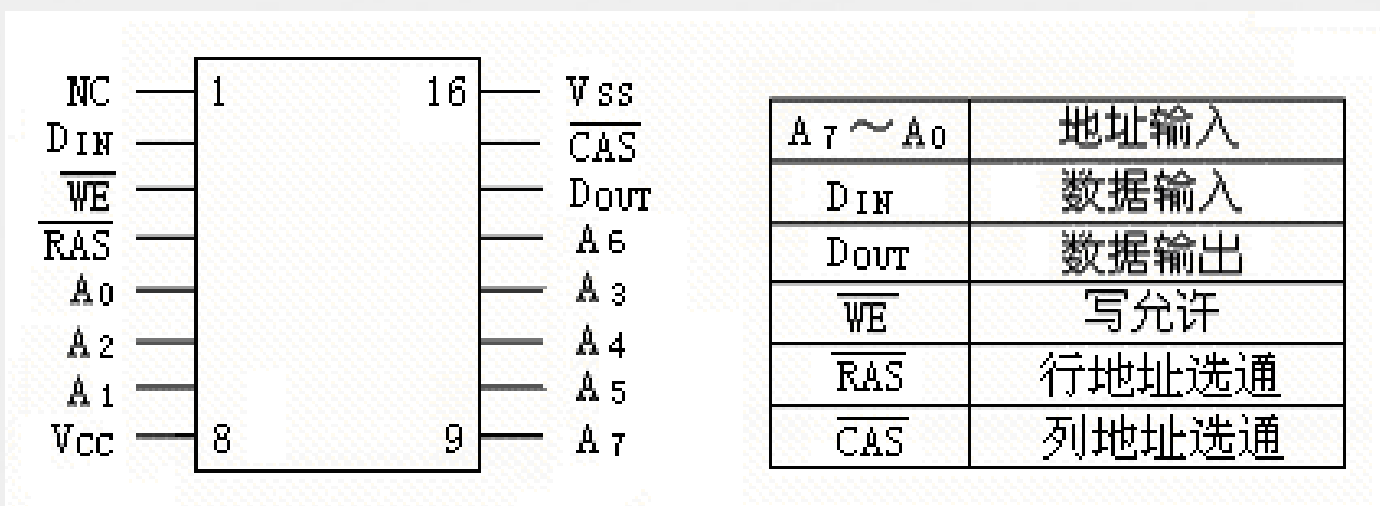 NC 1 16 Vss
DIN CAS
WE DOUT
RAS A6
A0 A3
A2 A4
A1 A5
Vcc 8 9 A7
A7～A0 地址输入
DIN 数据输入
DOUT 数据输出
WE 写允许
RAS 行地址选通
CAS 列地址选通